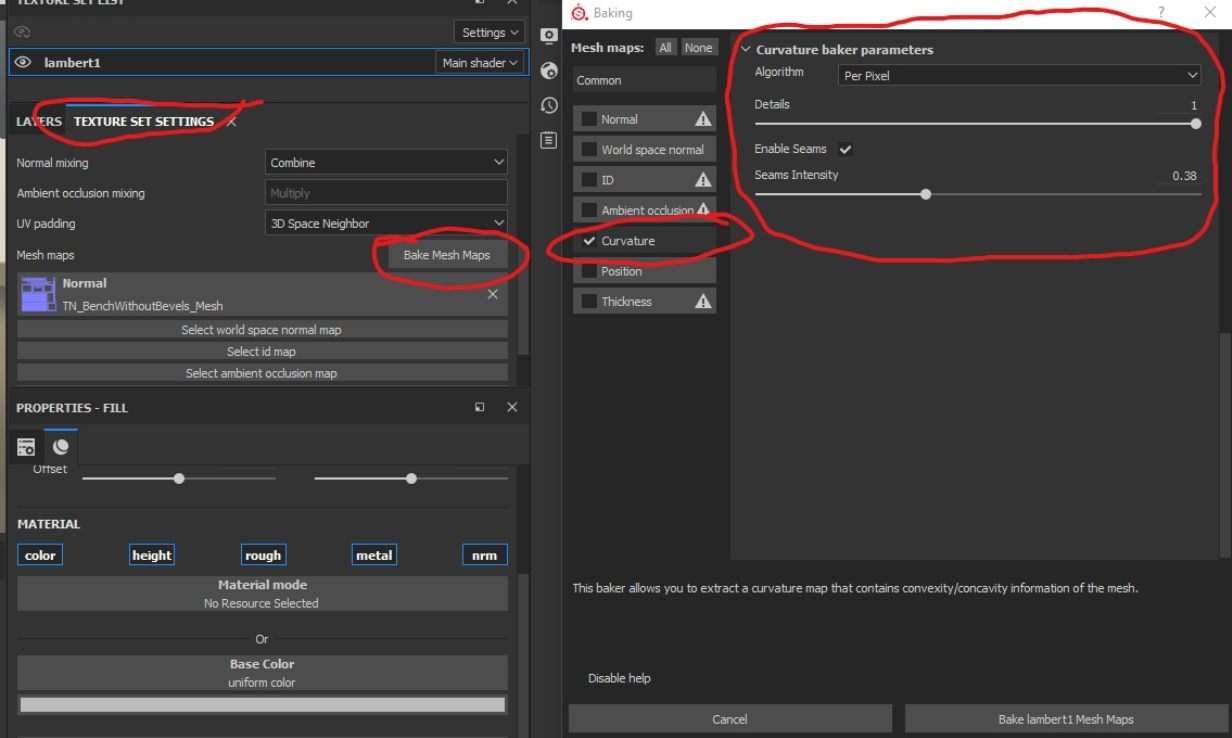 TEXTURE SET LIST
Settings
lambert1
Main shader
LAYERS
TEXTURE SET SETTINGS
Normal mixing
Combine
Ambient occlusion mixing
Multiply
UV padding
3D Space Neighbor
Mesh maps
Bake Mesh Maps
Normal
TN_BenchWithoutBevels_Mesh
Select world space normal map
Select id map
Select ambient occlusion map
PROPERTIES - FILL
Offset
MATERIAL
color
height
rough
metal
nrm
Material mode
No Resource Selected
Or
Base Color
uniform color
Baking
?
Mesh maps:
All
None
Common
Normal
World space normal
ID
Ambient occlusion
Curvature
Position
Thickness
Curvature baker parameters
Algorithm
Per Pixel
Details
1
Enable Seams
Seams Intensity
0.38
This baker allows you to extract a curvature map that contains convexity/concavity information of the mesh.
Disable help
Cancel
Bake lambert1 Mesh Maps